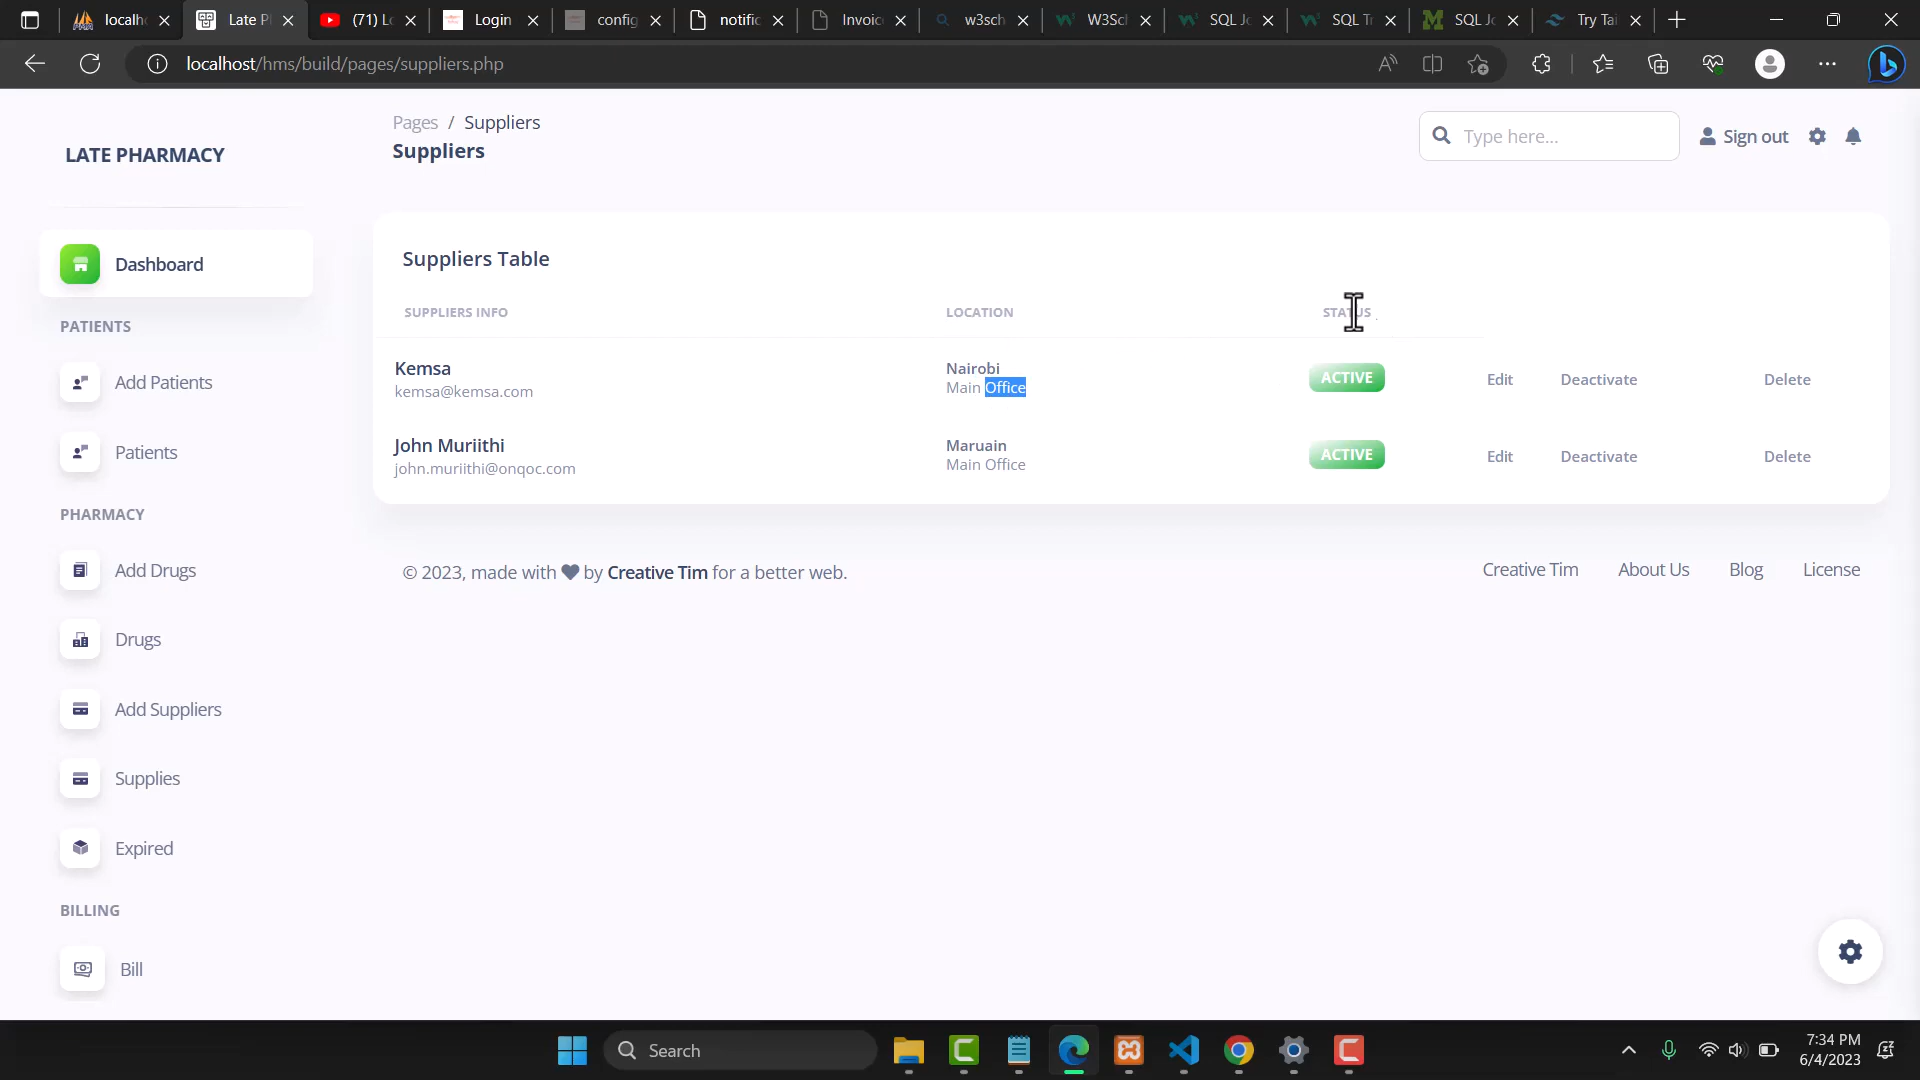 localh
Late P
(71) L
Login
config
notific
Invoic
w3sch
W3Sc
SQL Jo
SQL T
SQL Jo
Try Tai
localhost/hms/build/pages/suppliers.php
LATE PHARMACY
Pages / Suppliers
Suppliers
Type here...
Sign out
Dashboard
PATIENTS
Add Patients
Patients
PHARMACY
Add Drugs
Drugs
Add Suppliers
Supplies
Expired
BILLING
Bill
Suppliers Table
SUPPLIERS INFO LOCATION STATUS
Kemsa
kemsa@kemsa.com
Nairobi
Main Office
ACTIVE
Edit Deactivate Delete
John Muriithi
john.muriithi@onqoc.com
Maruain
Main Office
ACTIVE
Edit Deactivate Delete
© 2023, made with by Creative Tim for a better web.
Creative Tim About Us Blog License
Search
7:34 PM
6/4/2023